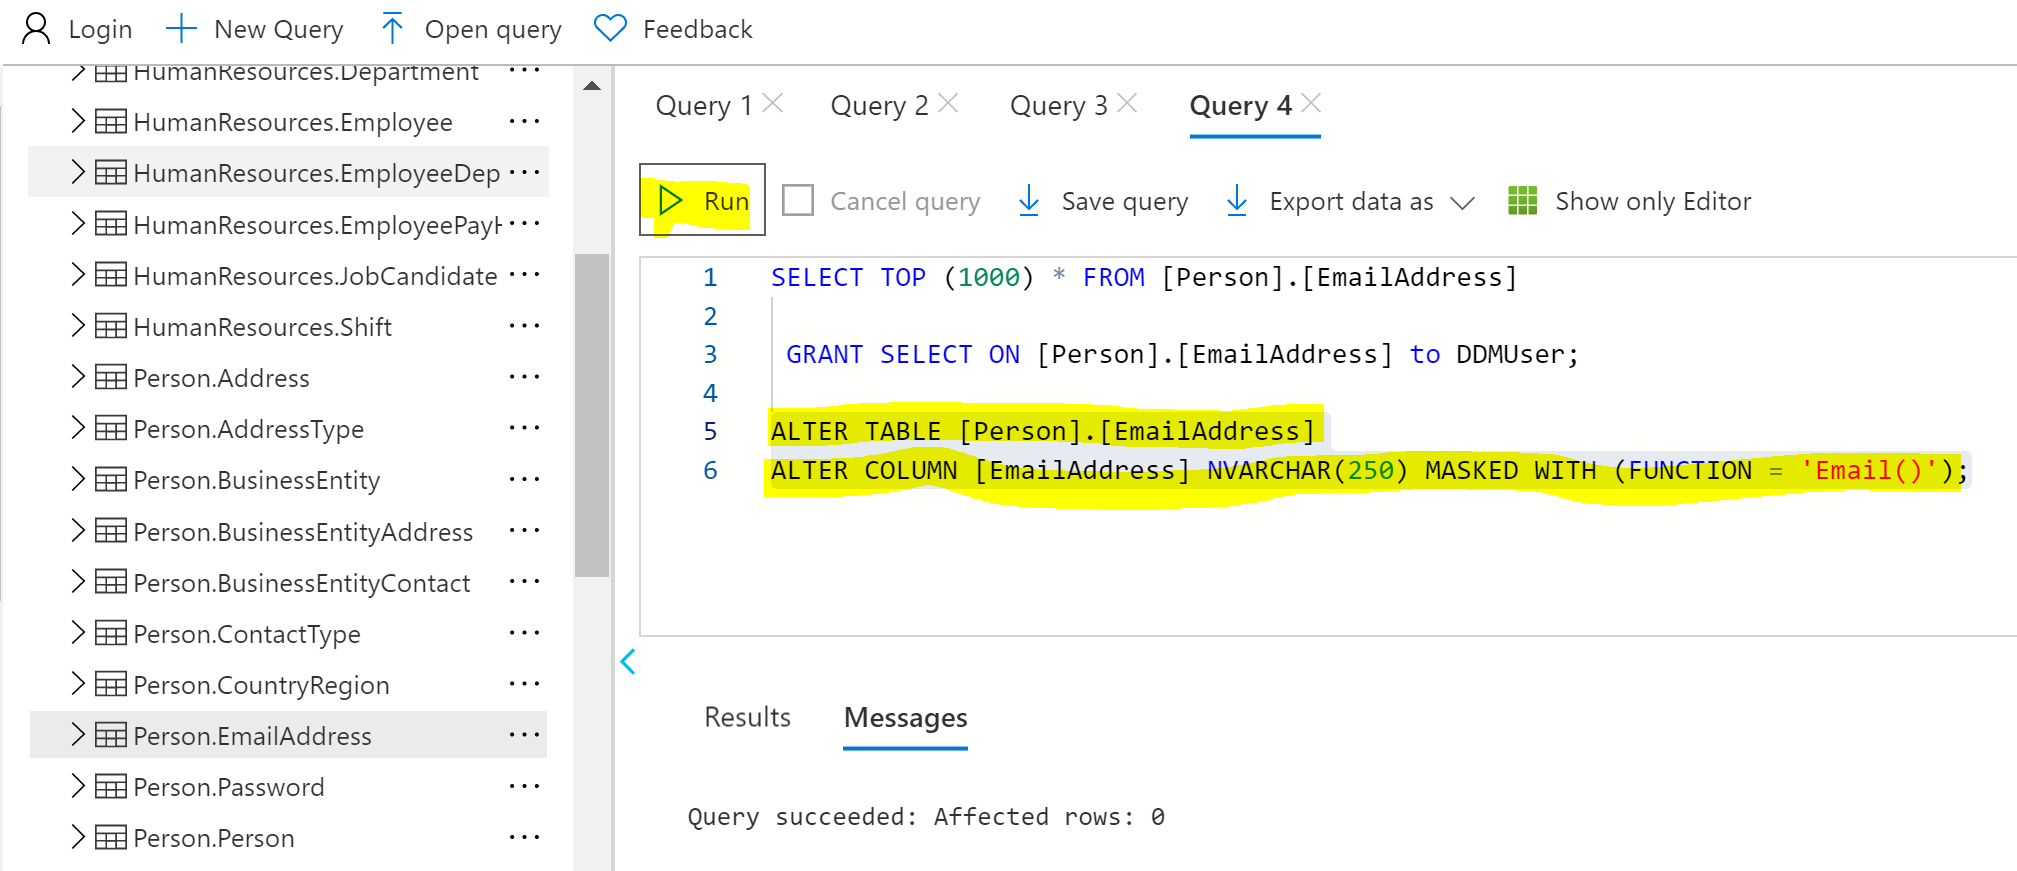 Login New Query Open query Feedback
HumanResources.Department ...
HumanResources.Employee ...
HumanResources.EmployeeDep ...
HumanResources.EmployeePayH ...
HumanResources.JobCandidate ...
HumanResources.Shift ...
Person.Address ...
Person.AddressType ...
Person.BusinessEntity ...
Person.BusinessEntityAddress ...
Person.BusinessEntityContact ...
Person.ContactType ...
Person.CountryRegion ...
Person.EmailAddress ...
Person.Password ...
Person.Person ...
Query 1 Query 2 Query 3 Query 4
Run Cancel query Save query Export data as Show only Editor
1 SELECT TOP (1000) * FROM [Person].[EmailAddress]
2
3 GRANT SELECT ON [Person].[EmailAddress] to DDMUser;
4
5 ALTER TABLE [Person].[EmailAddress]
6 ALTER COLUMN [EmailAddress] NVARCHAR(250) MASKED WITH (FUNCTION = 'Email()');
Results Messages
Query succeeded: Affected rows: 0